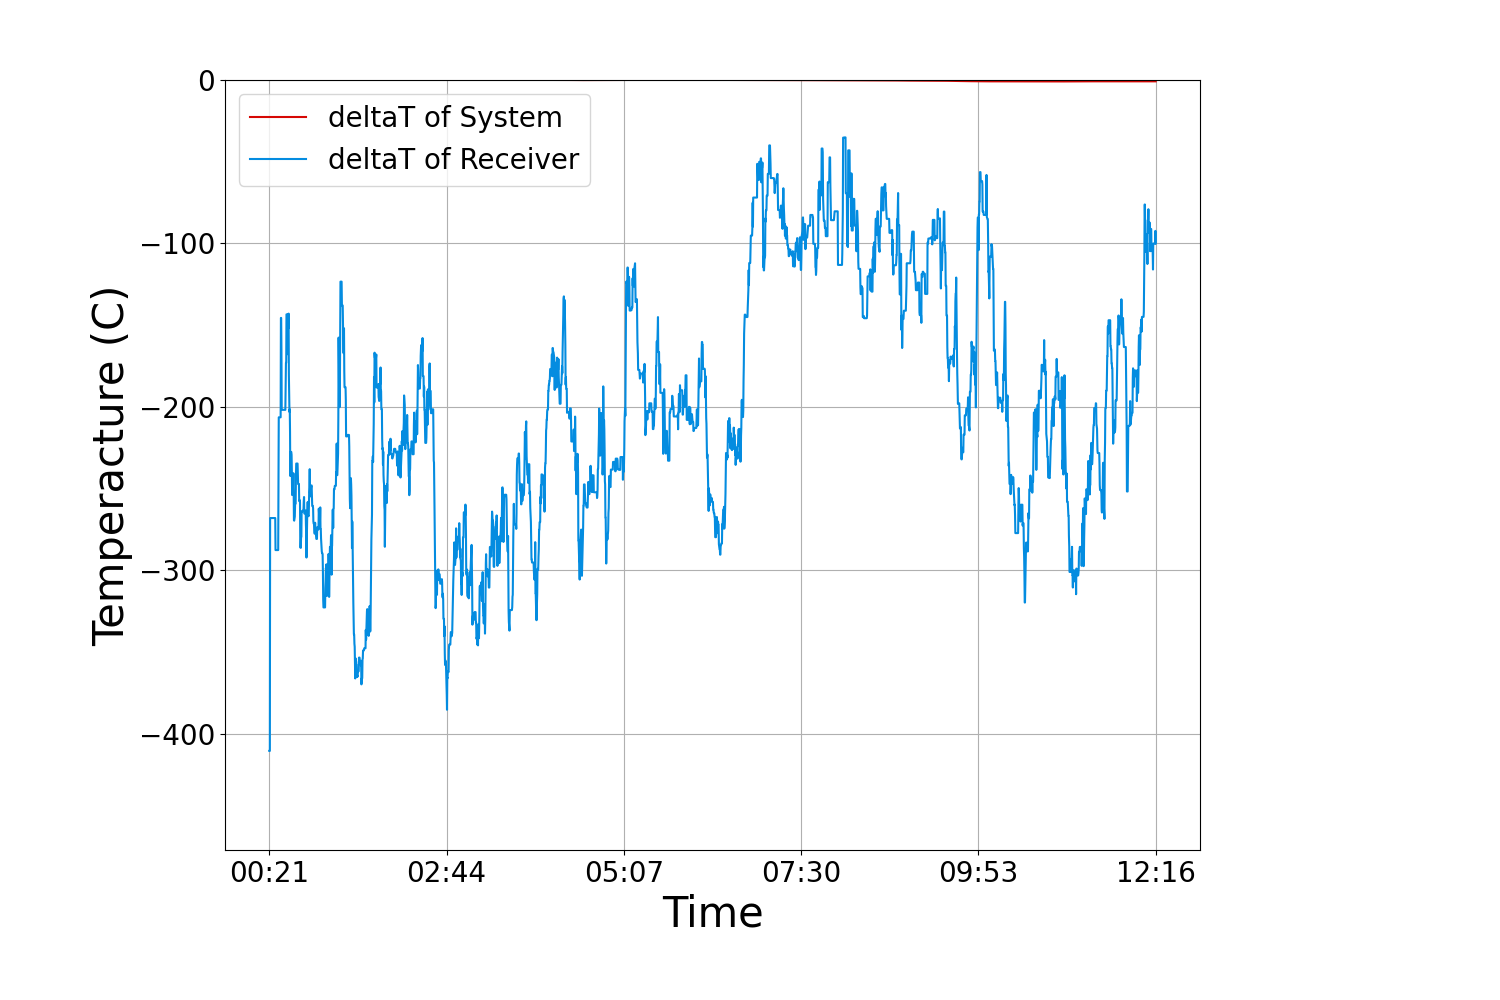 0
−100
−200
−300
−400
Temperacture (C)
deltaT of System
deltaT of Receiver
00:21 02:44 05:07 07:30 09:53 12:16
Time